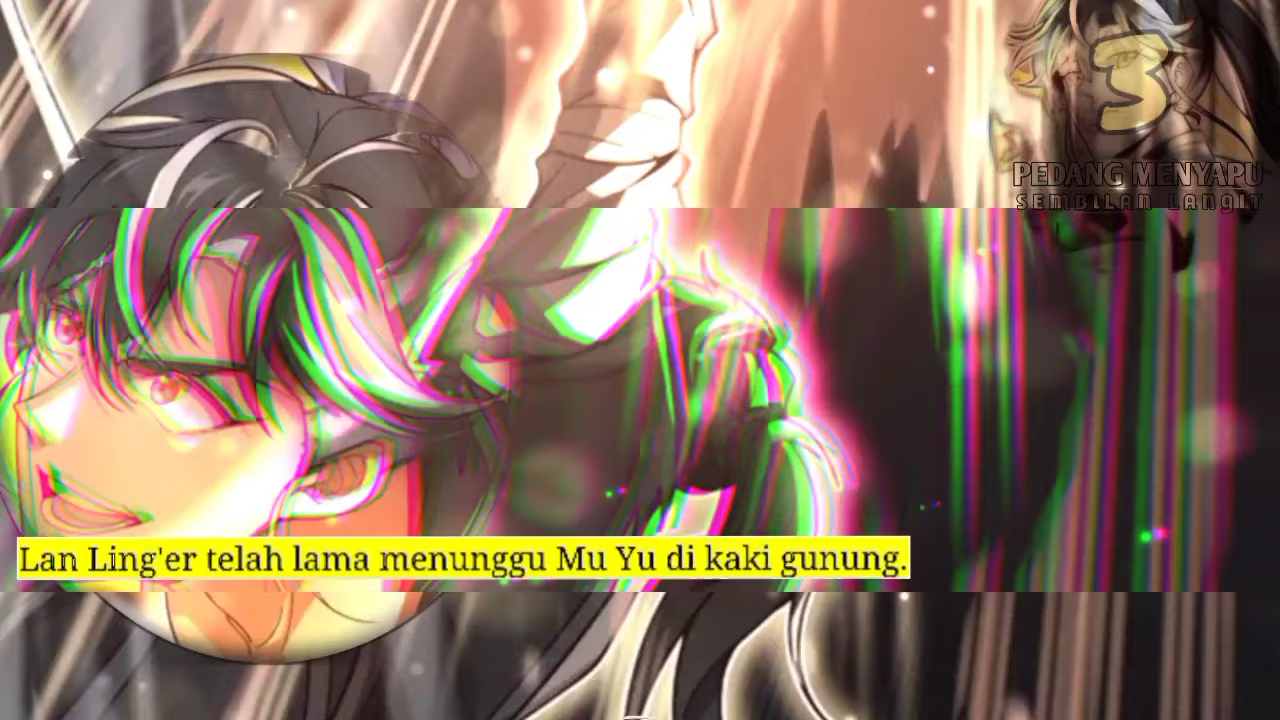 3
PEDANG MENYAPU
SEMBILAN LANGIT
Lan Ling'er telah lama menunggu Mu Yu di kaki gunung.